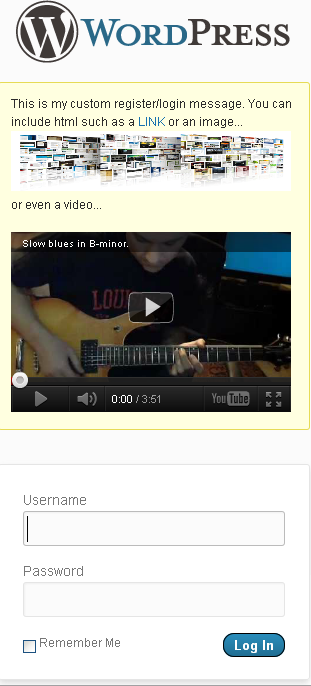 WORDPRESS
This is my custom register/login message. You can
include html such as a LINK or an image...
or even a video...
Slow blues in B-minor.
LOUI
0:00 / 3:51
YouTube
Username
Password
Remember Me
Log In